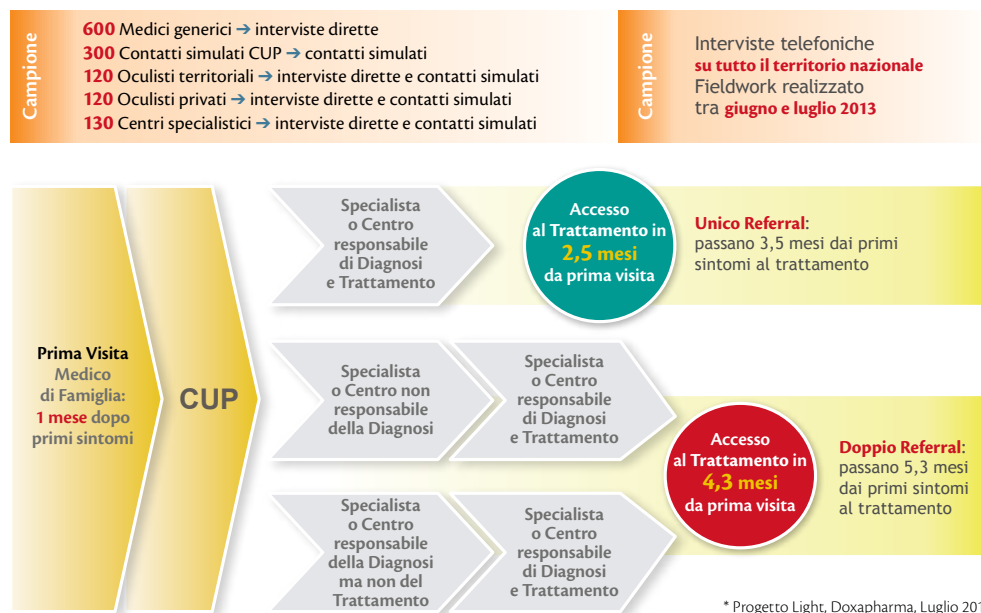 Campione
600 Medici generici ➔ interviste dirette
300 Contatti simulati CUP ➔ contatti simulati
120 Oculisti territoriali ➔ interviste dirette e contatti simulati
120 Oculisti privati ➔ interviste dirette e contatti simulati
130 Centri specialistici ➔ interviste dirette e contatti simulati
Campione
Interviste telefoniche
su tutto il territorio nazionale
Fieldwork realizzato
tra giugno e luglio 2013
Prima Visita
Medico
di Famiglia:
1 mese dopo
primi sintomi
CUP
Specialista
o Centro
responsabile
di Diagnosi
e Trattamento
Accesso
al Trattamento in
2,5 mesi
da prima visita
Unico Referral:
passano 3,5 mesi dai primi
sintomi al trattamento
Specialista
o Centro non
responsabile
della Diagnosi
Specialista
o Centro
responsabile
di Diagnosi
e Trattamento
Specialista
o Centro
responsabile
della Diagnosi
ma non del
Trattamento
Specialista
o Centro
responsabile
di Diagnosi
e Trattamento
Accesso
al Trattamento in
4,3 mesi
da prima visita
Doppio Referral:
passano 5,3 mesi
dai primi sintomi
al trattamento
* Progetto Light, Doxapharma, Luglio